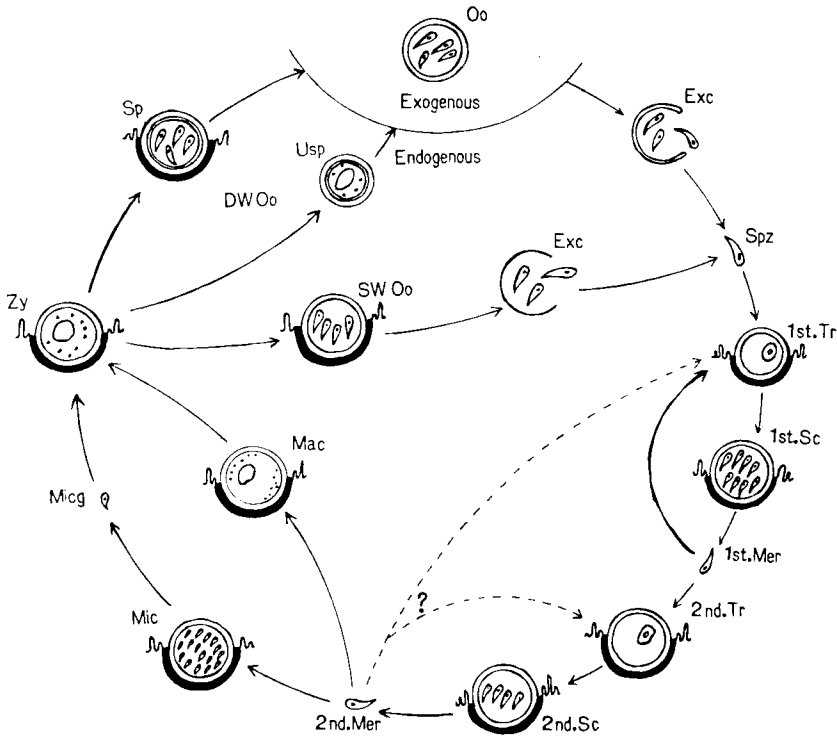 Oo
Exogenous
Endogenous
Sp
Exc
Usp
DW Oo
Spz
Exc
Zy
SW Oo
1st.Tr
1st.Sc
Mac
Micg
1st.Mer
2nd.Tr
?
Mic
2nd.Mer
2nd.Sc